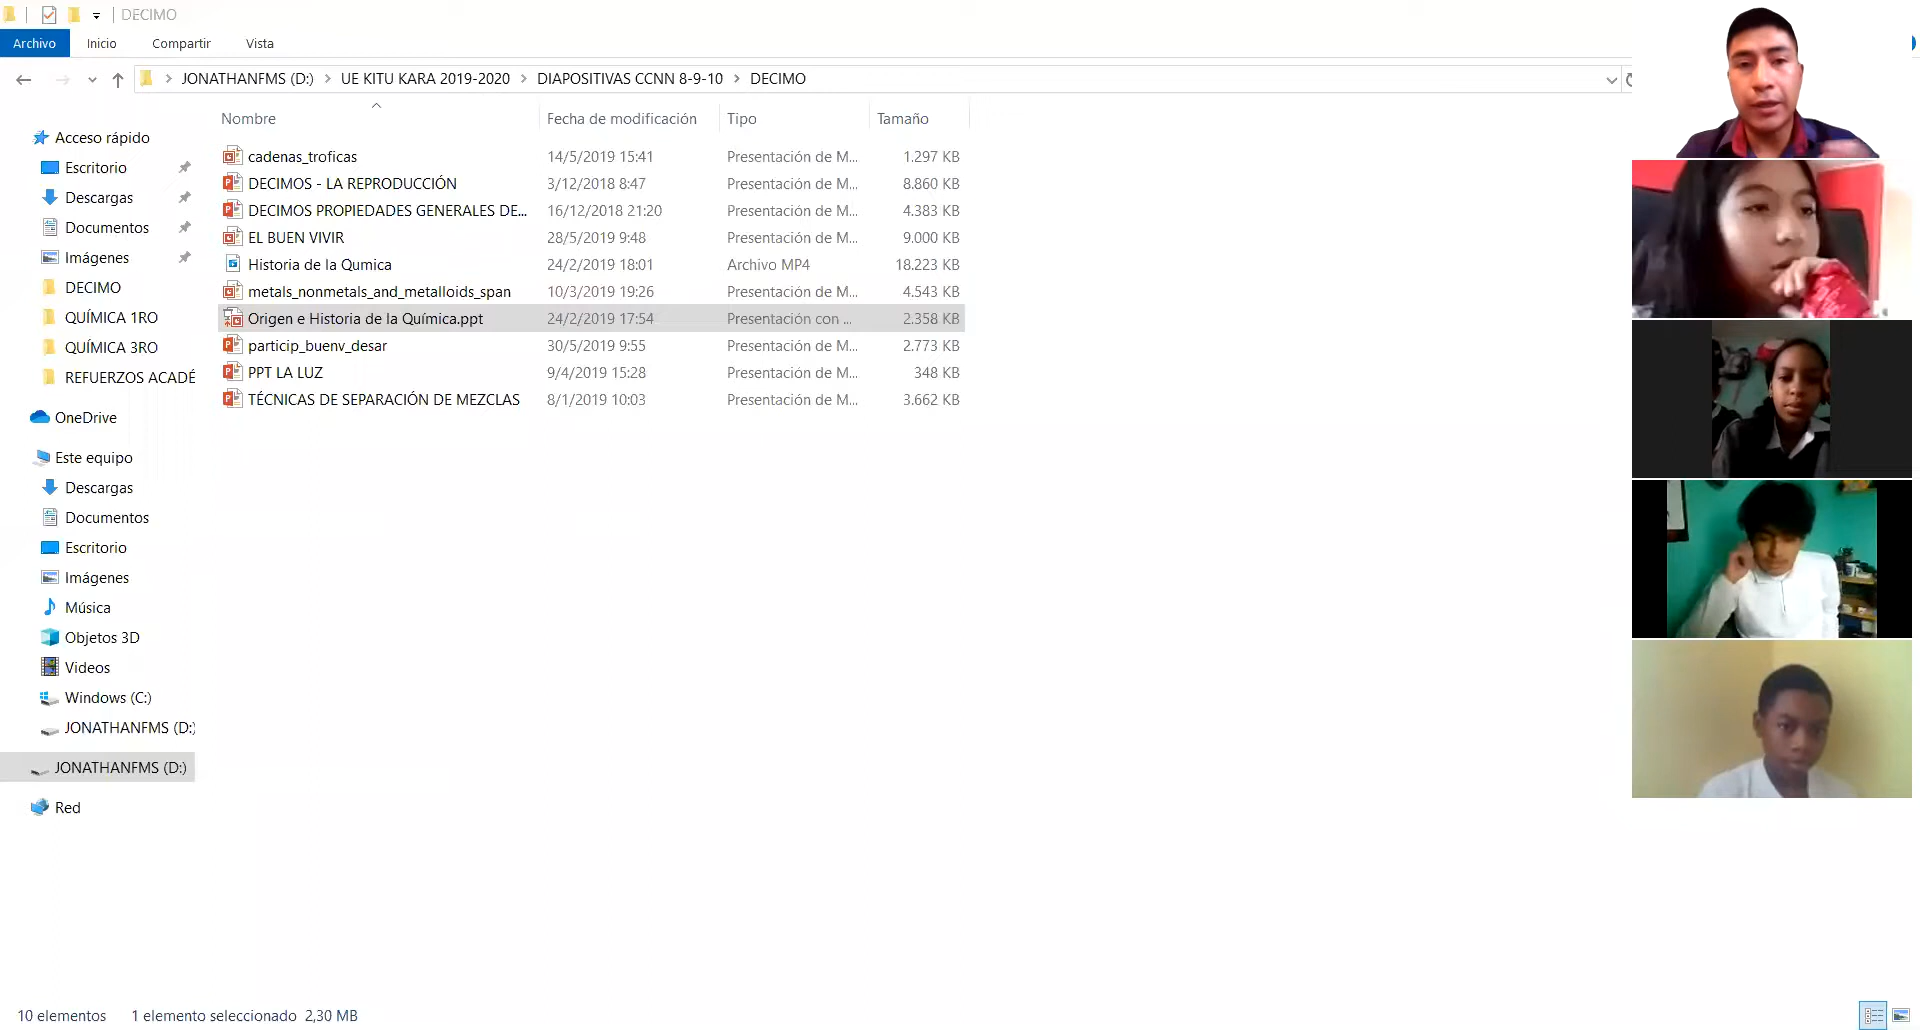 DECIMO
Archivo Inicio Compartir Vista
JONATHANFMS (D:) > UE KITU KARA 2019-2020 > DIAPOSITIVAS CCNN 8-9-10 > DECIMO
Nombre Fecha de modificación Tipo Tamaño
Acceso rápido
Escritorio
Descargas
Documentos
Imágenes
DECIMO
QUÍMICA 1RO
QUÍMICA 3RO
REFUERZOS ACADÉ
OneDrive
Este equipo
Descargas
Documentos
Escritorio
Imágenes
Música
Objetos 3D
Videos
Windows (C:)
JONATHANFMS (D:)
JONATHANFMS (D:)
Red
cadenas_troficas 14/5/2019 15:41 Presentación de M... 1.297 KB
DECIMOS - LA REPRODUCCIÓN 3/12/2018 8:47 Presentación de M... 8.860 KB
DECIMOS PROPIEDADES GENERALES DE... 16/12/2018 21:20 Presentación de M... 4.383 KB
EL BUEN VIVIR 28/5/2019 9:48 Presentación de M... 9.000 KB
Historia de la Qumica 24/2/2019 18:01 Archivo MP4 18.223 KB
metals_nonmetals_and_metalloids_span 10/3/2019 19:26 Presentación de M... 4.543 KB
Origen e Historia de la Química.ppt 24/2/2019 17:54 Presentación con ... 2.358 KB
particip_buenv_desar 30/5/2019 9:55 Presentación de M... 2.773 KB
PPT LA LUZ 9/4/2019 15:28 Presentación de M... 348 KB
TÉCNICAS DE SEPARACIÓN DE MEZCLAS 8/1/2019 10:03 Presentación de M... 3.662 KB
10 elementos 1 elemento seleccionado 2,30 MB